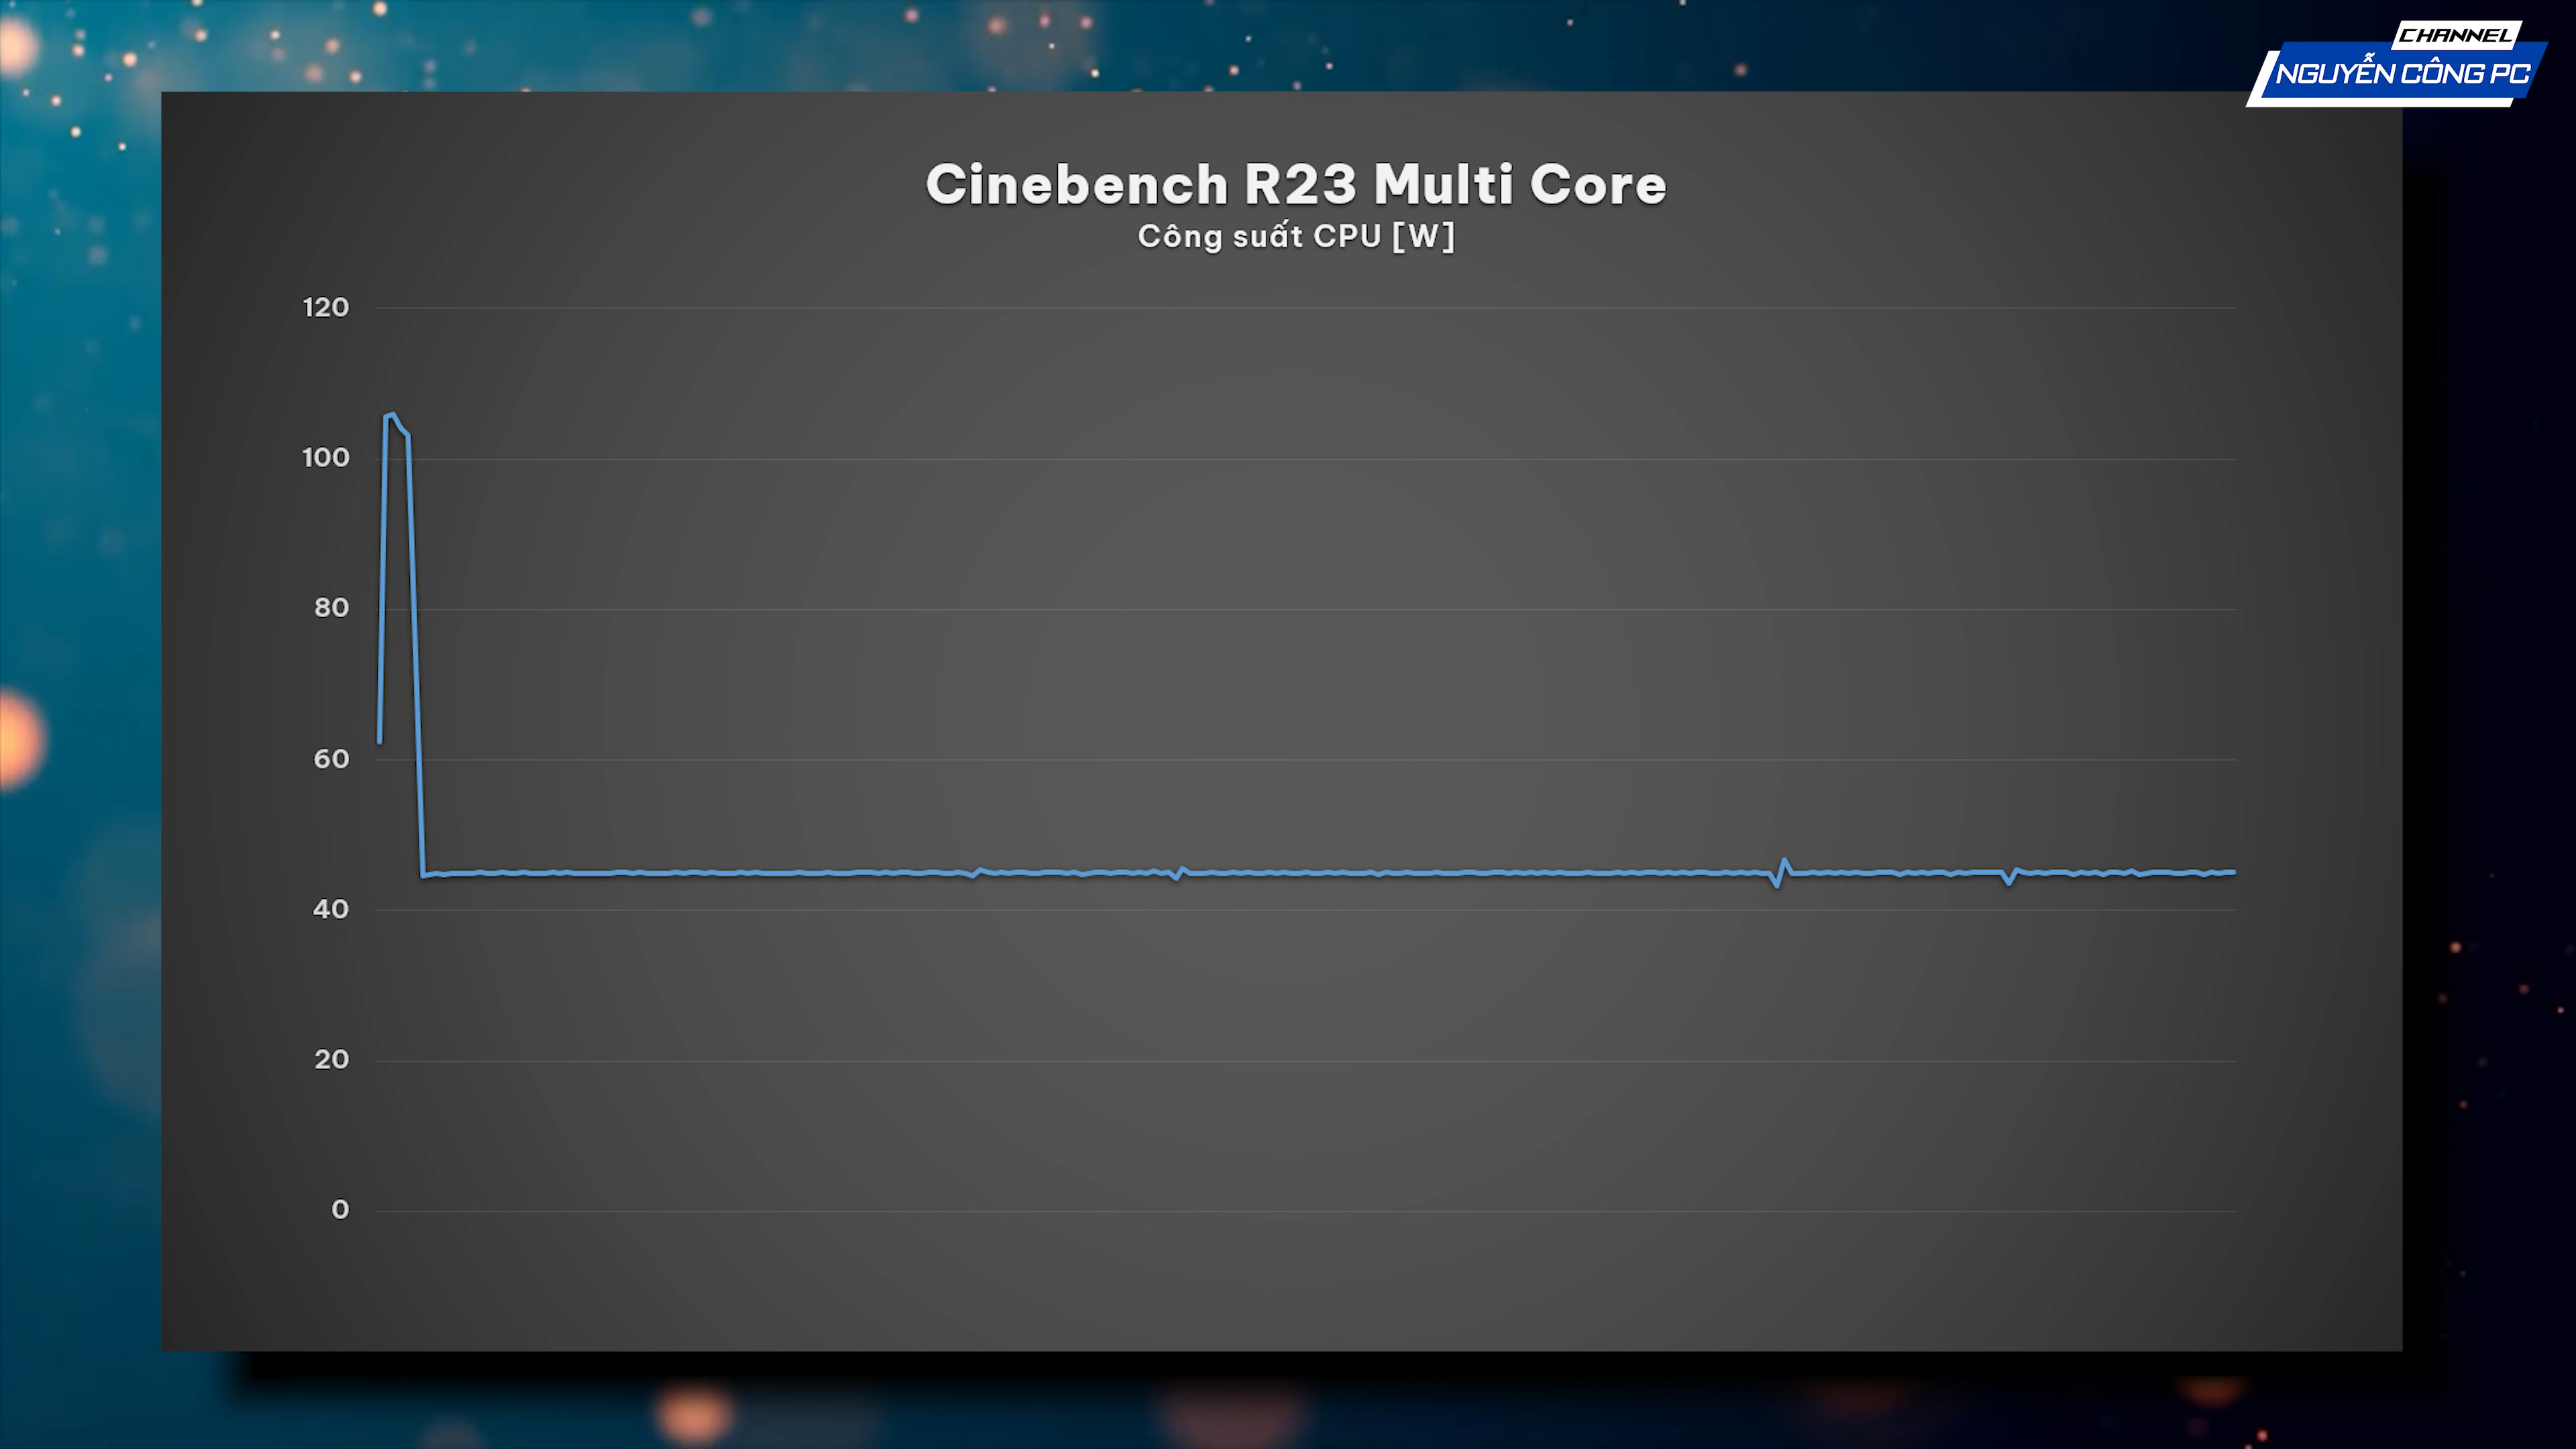 CHANNEL
NGUYỄN CÔNG PC
Cinebench R23 Multi Core
Công suất CPU [W]
120
100
80
60
40
20
0